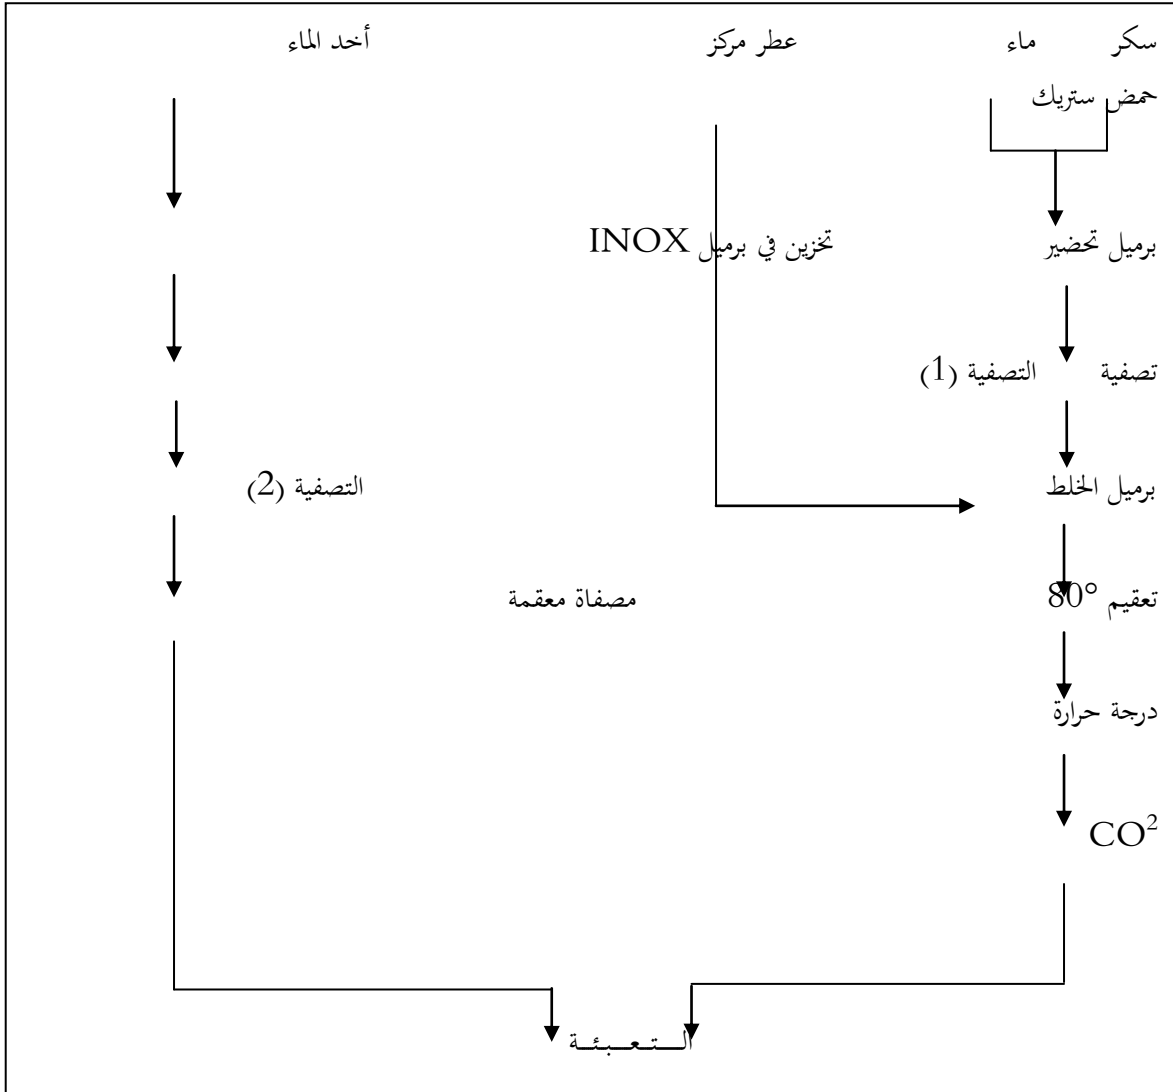 سكر ماء عطر مركز أخد الماء
حمض ستريك
برميل تحضير تخزين في برميل INOX
تصفية التصفية (1)
برميل الخلط التصفية (2)
تعقيم 80° مصفاة معقمة
درجة حرارة
CO²
الـتـعـبـئـة